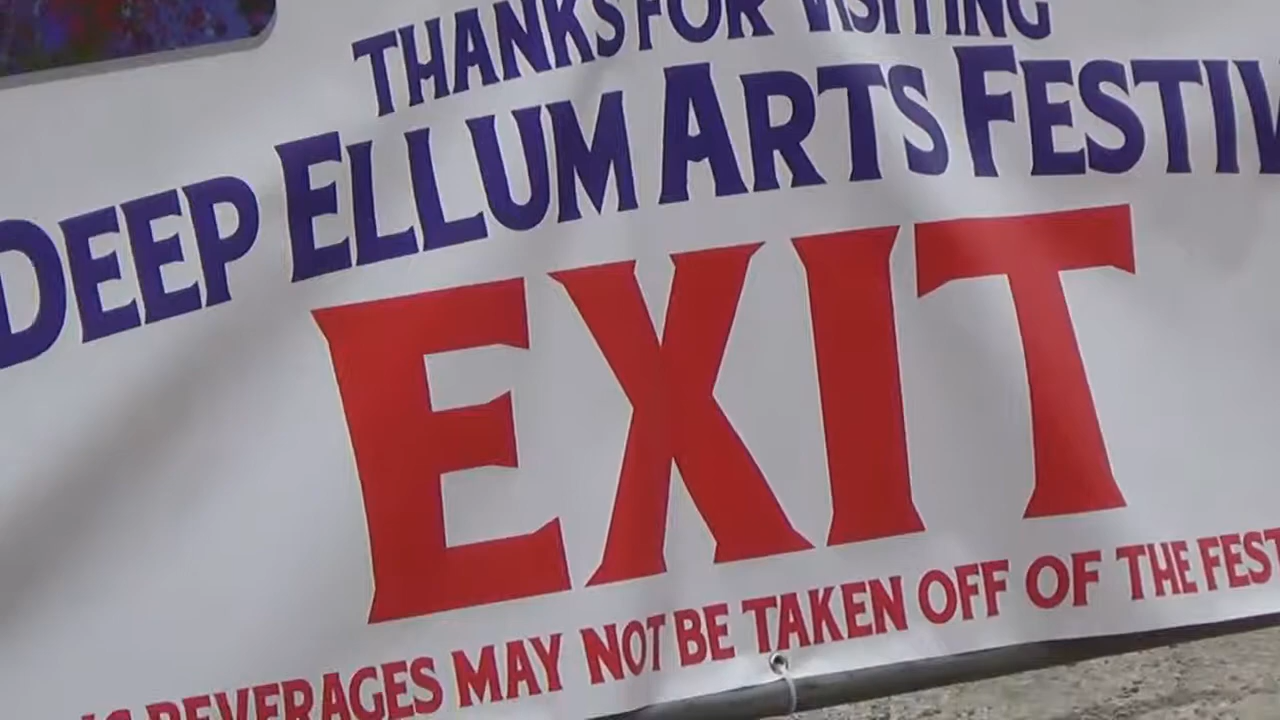 THANKS FOR VISITING
DEEP ELLUM ARTS FESTIV
EXIT
BEVERAGES MAY NOT BE TAKEN OFF OF THE FEST